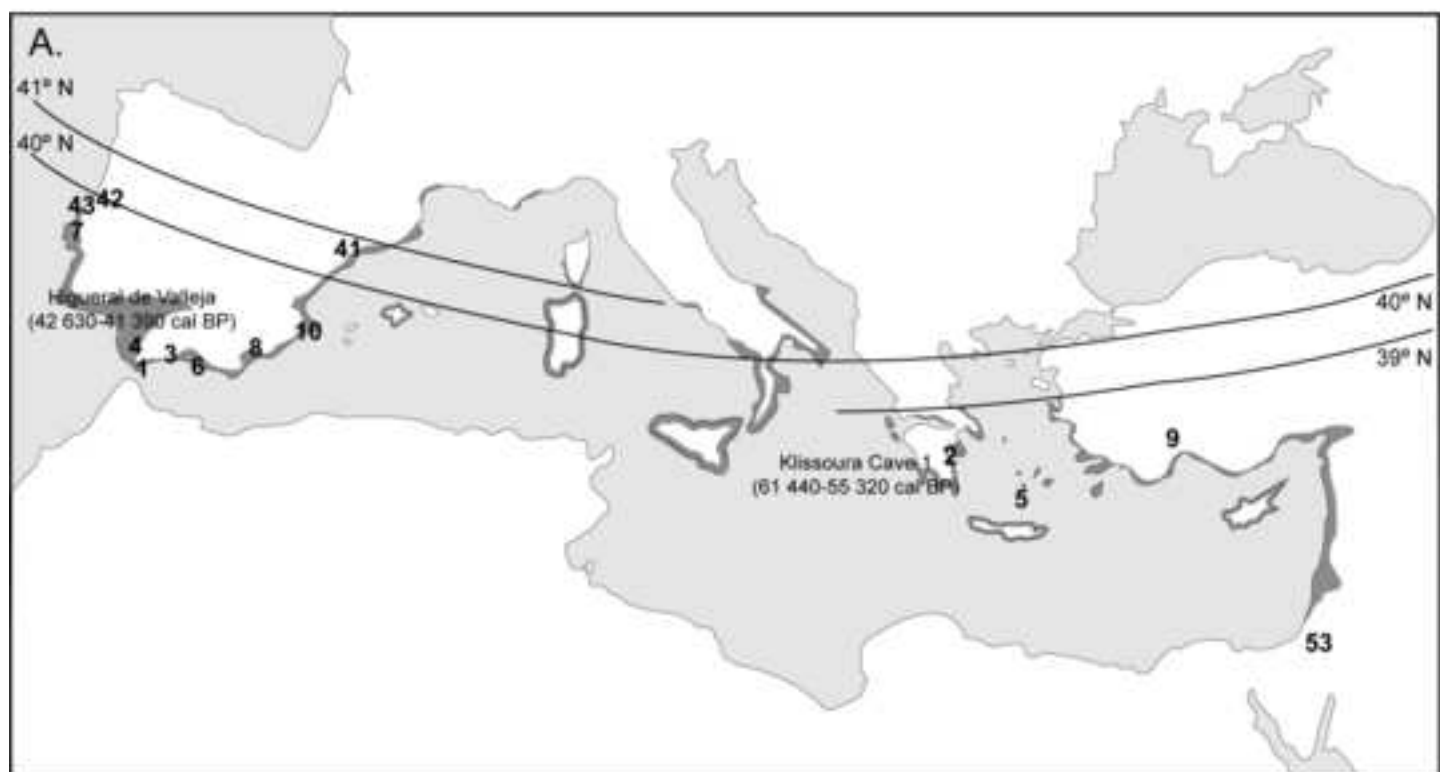 A.
41º N
40º N
43 42
7
41
Higueral de Valleja
(42 630-41 390 cal BP)
4
1
3
6
8
10
40º N
39º N
Klissoura Cave 1
(61 440-55 320 cal BP)
2
5
9
53